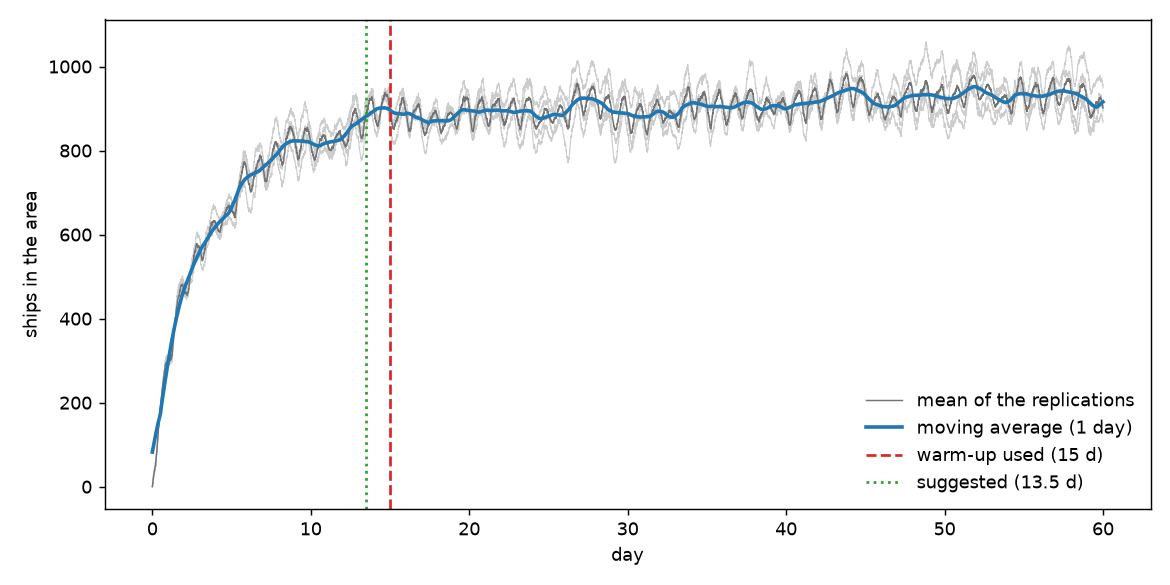 1000
800
600
400
200
0
ships in the area
mean of the replications
moving average (1 day)
warm-up used (15 d)
suggested (13.5 d)
0 10 20 30 40 50 60
day